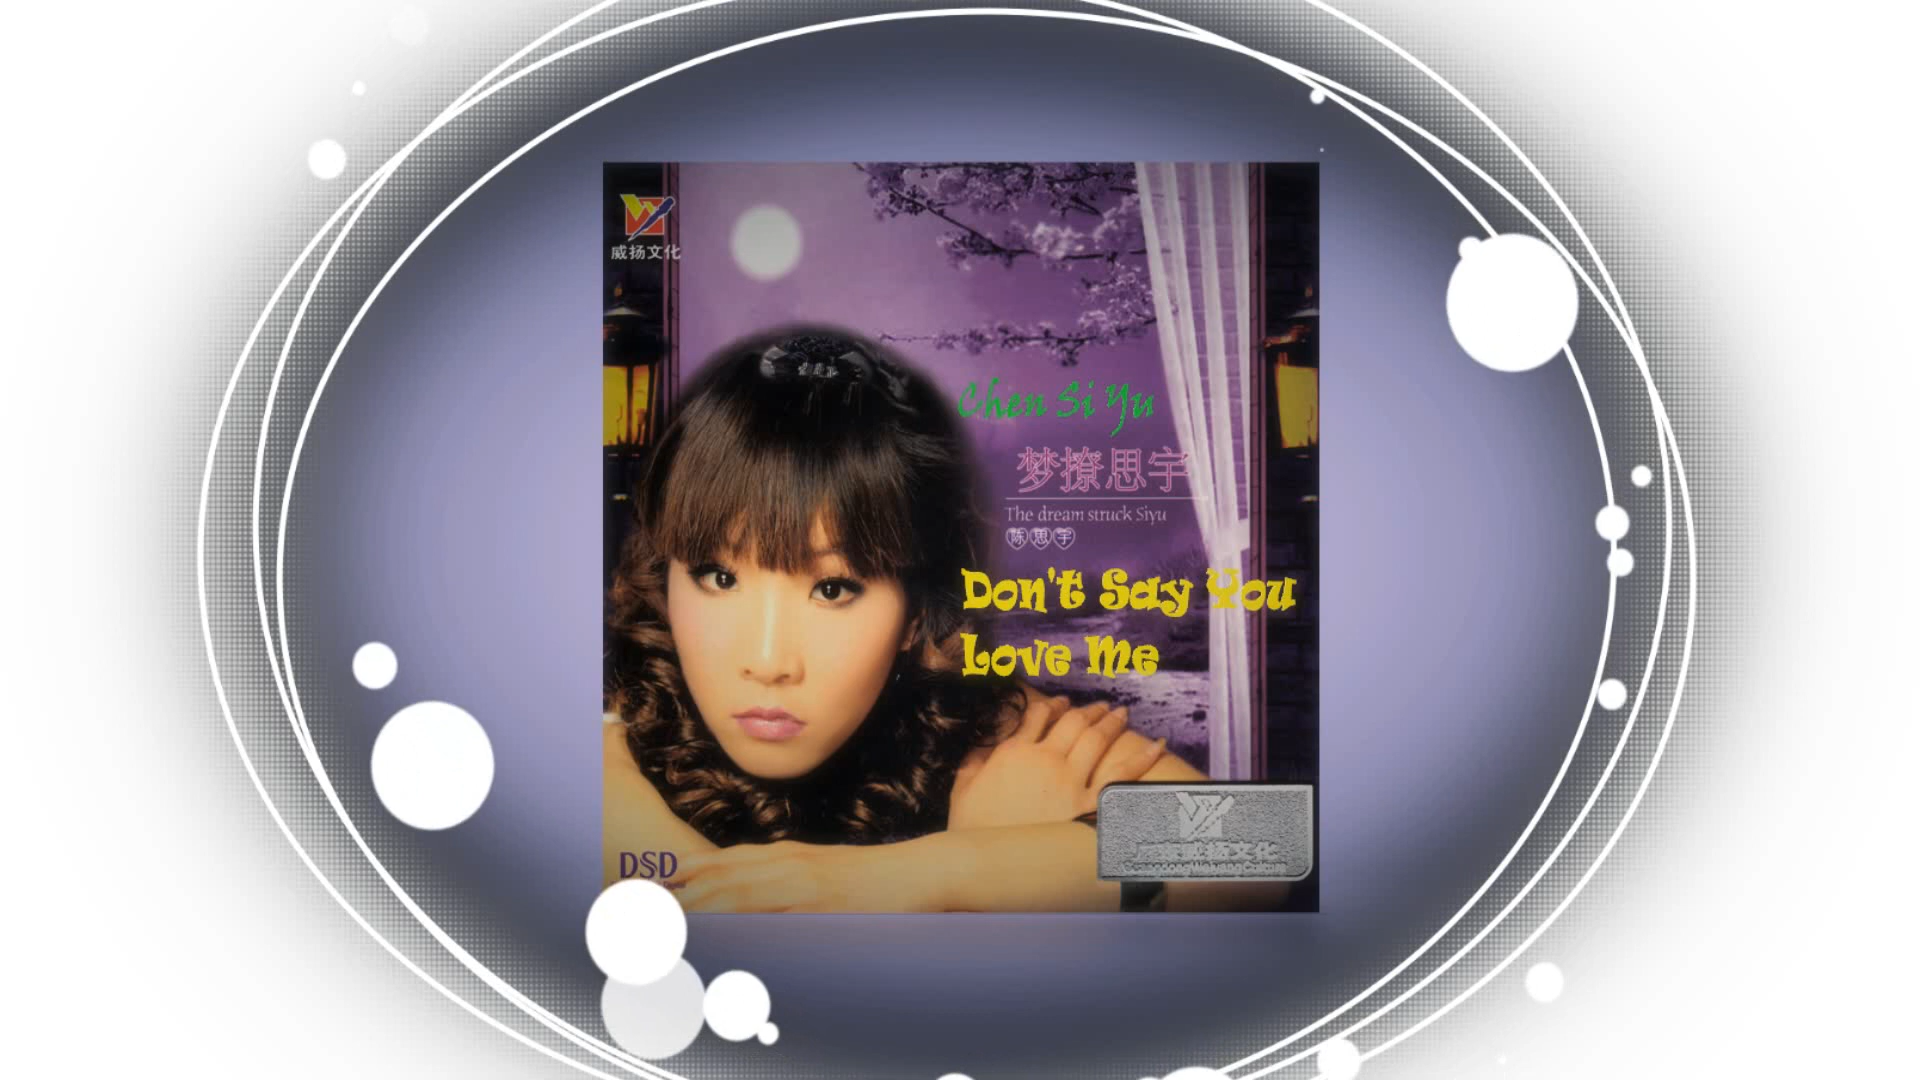 威扬文化
Chen Si Yu
梦撩思宇
The dream struck Siyu
陈思宇
Don't Say You
Love Me
DSD